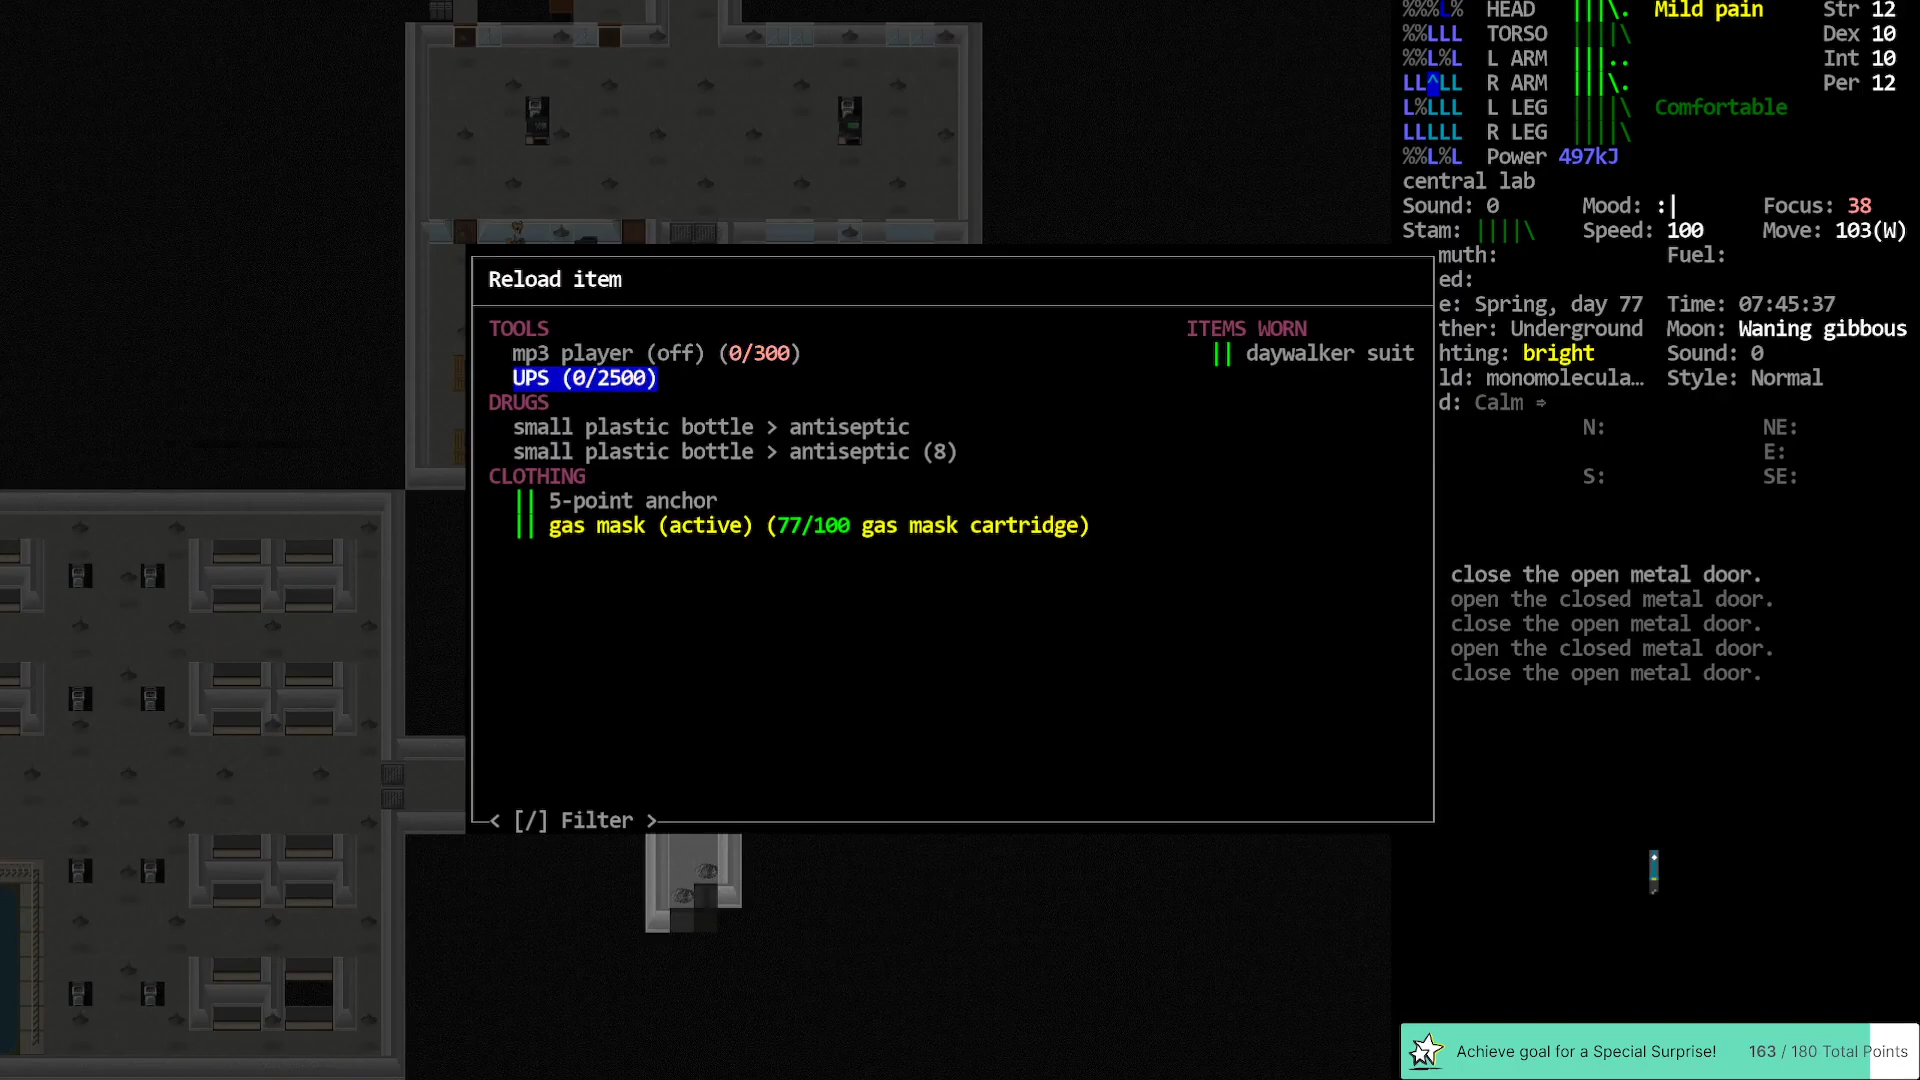 %%%L% HEAD |||\. Mild pain Str 12
%%LLL TORSO ||||\ Dex 10
%%L%L L ARM |||.. Int 10
LL^LL R ARM |||\. Per 12
L%LLL L LEG ||||\ Comfortable
LLLLL R LEG ||||\
%%L%L Power 497kJ
central lab
Sound: 0 Mood: :| Focus: 38
Stam: ||||\ Speed: 100 Move: 103(W)
muth: Fuel:
ed:
e: Spring, day 77 Time: 07:45:37
ther: Underground Moon: Waning gibbous
hting: bright Sound: 0
ld: monomolecula… Style: Normal
d: Calm ⇨
N: NE:
E:
S: SE:
Reload item
TOOLS ITEMS WORN
mp3 player (off) (0/300) || daywalker suit
UPS (0/2500)
DRUGS
small plastic bottle > antiseptic
small plastic bottle > antiseptic (8)
CLOTHING
|| 5-point anchor
|| gas mask (active) (77/100 gas mask cartridge)
< [/] Filter >
close the open metal door.
open the closed metal door.
close the open metal door.
open the closed metal door.
close the open metal door.
Achieve goal for a Special Surprise! 163 / 180 Total Points